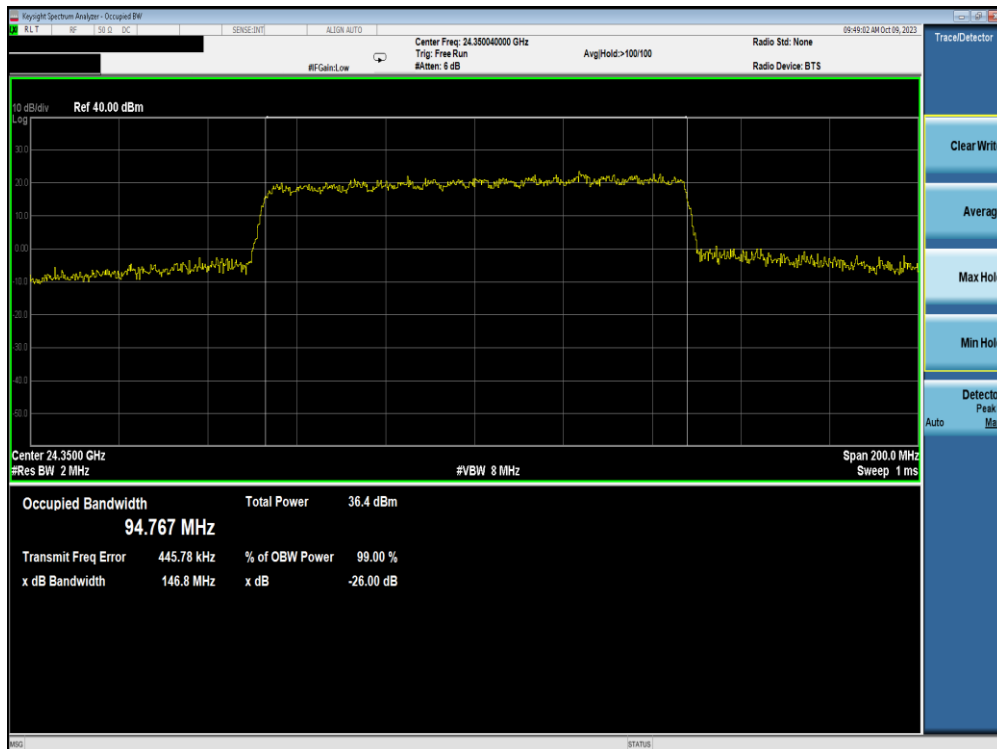 Keysight Spectrum Analyzer - Occupied BW
RLT RF 50 Ω DC SENSE:INT ALIGN AUTO 09:49:02 AM Oct 09, 2023
Center Freq: 24.350040000 GHz Radio Std: None
Trig: Free Run Avg|Hold:>100/100
#IFGain:Low #Atten: 6 dB Radio Device: BTS
Trace/Detector
10 dB/div Ref 40.00 dBm
Log
30.0
20.0
10.0
0.00
-10.0
-20.0
-30.0
-40.0
-50.0
Center 24.3500 GHz Span 200.0 MHz
#Res BW 2 MHz #VBW 8 MHz Sweep 1 ms
Occupied Bandwidth Total Power 36.4 dBm
94.767 MHz
Transmit Freq Error 445.78 kHz % of OBW Power 99.00 %
x dB Bandwidth 146.8 MHz x dB -26.00 dB
Clear Writ
Averag
Max Hol
Min Hol
Detecto
Peak
Auto Ma
MSG STATUS